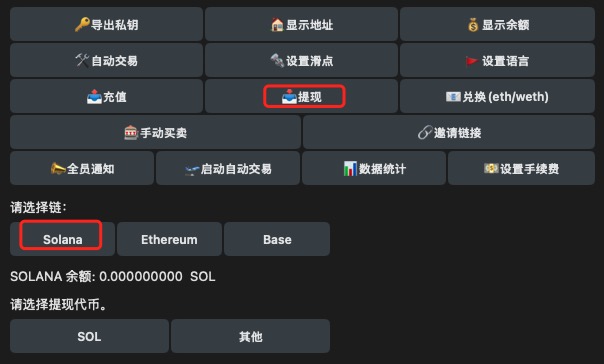 🔑导出私钥 🏠显示地址 💰显示余额
🛠自动交易 🔩设置滑点 🚩设置语言
📥充值 📤提现 💶兑换(eth/weth)
🎰手动买卖 🔗邀请链接
📣全员通知 🛫启动自动交易 📊数据统计 💴设置手续费
请选择链:
Solana Ethereum Base
SOLANA 余额: 0.000000000 SOL
请选择提现代币。
SOL 其他